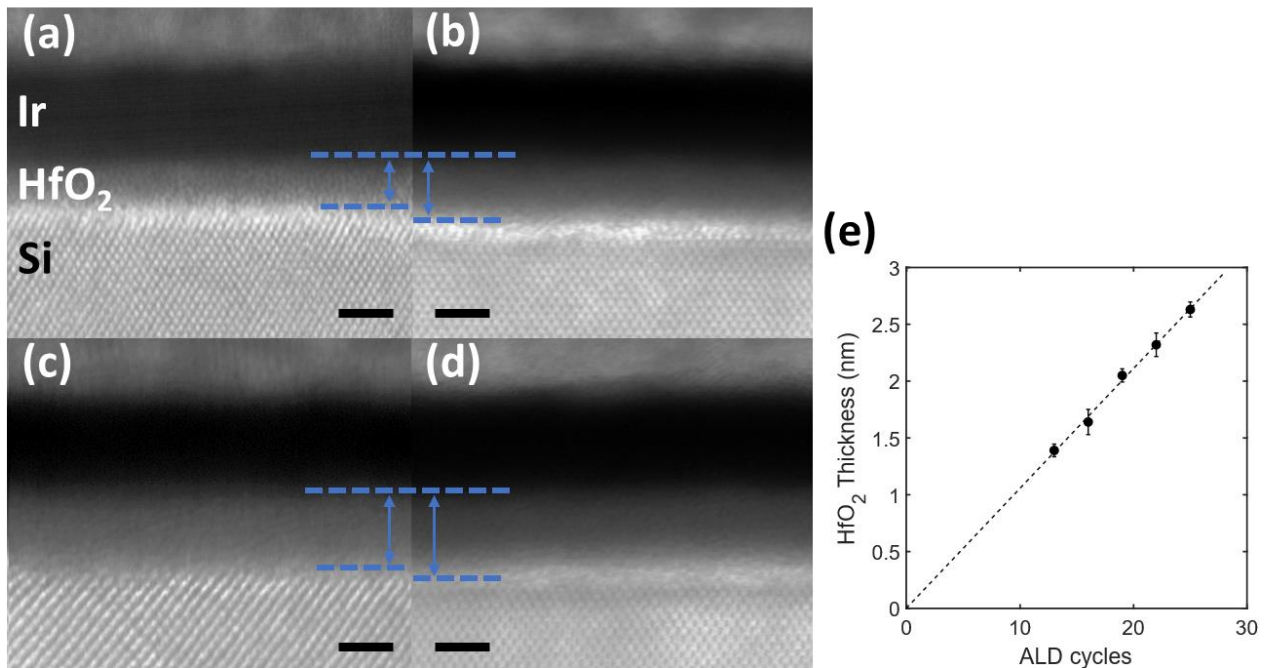 (a)
(b)
Ir
HfO2
Si
(c)
(d)
(e)
3
2.5
2
1.5
1
0.5
0
HfO2 Thickness (nm)
0
10
20
30
ALD cycles